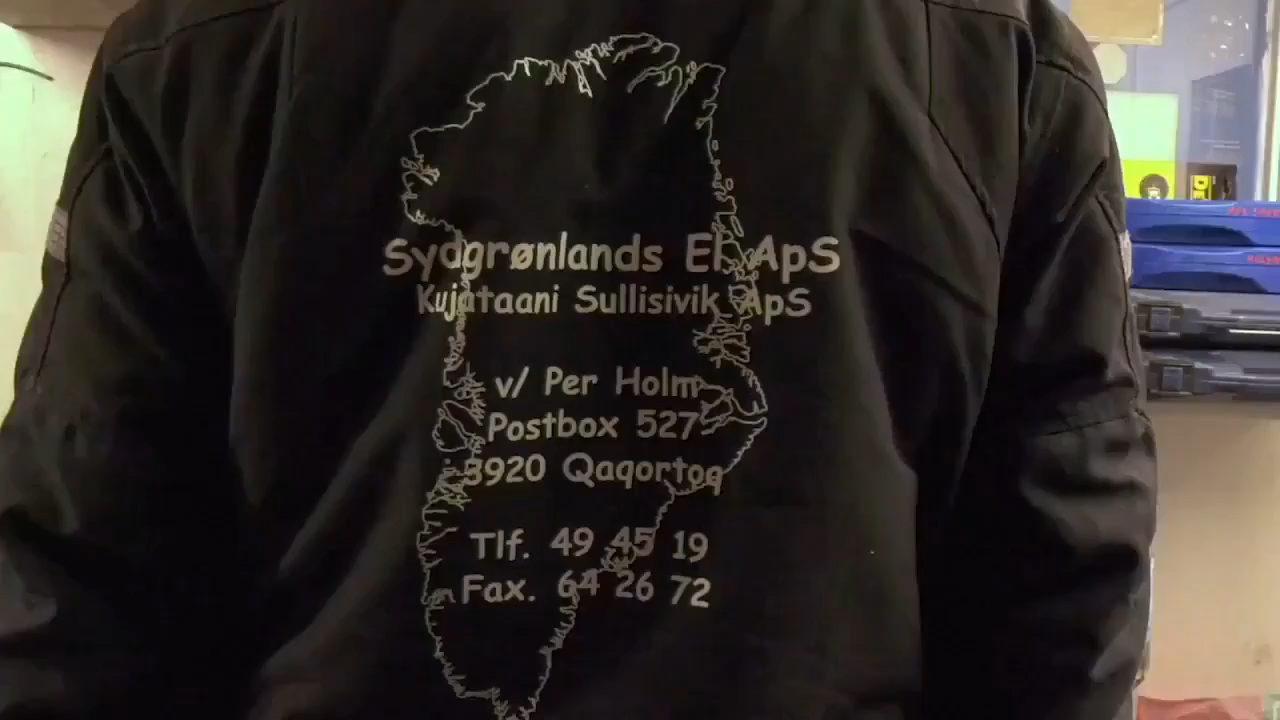 Sydgrønlands El ApS
Kujataani Sullisivik ApS
v/ Per Holm
Postbox 527
3920 Qaqortoq
Tlf. 49 45 19
Fax. 64 26 72